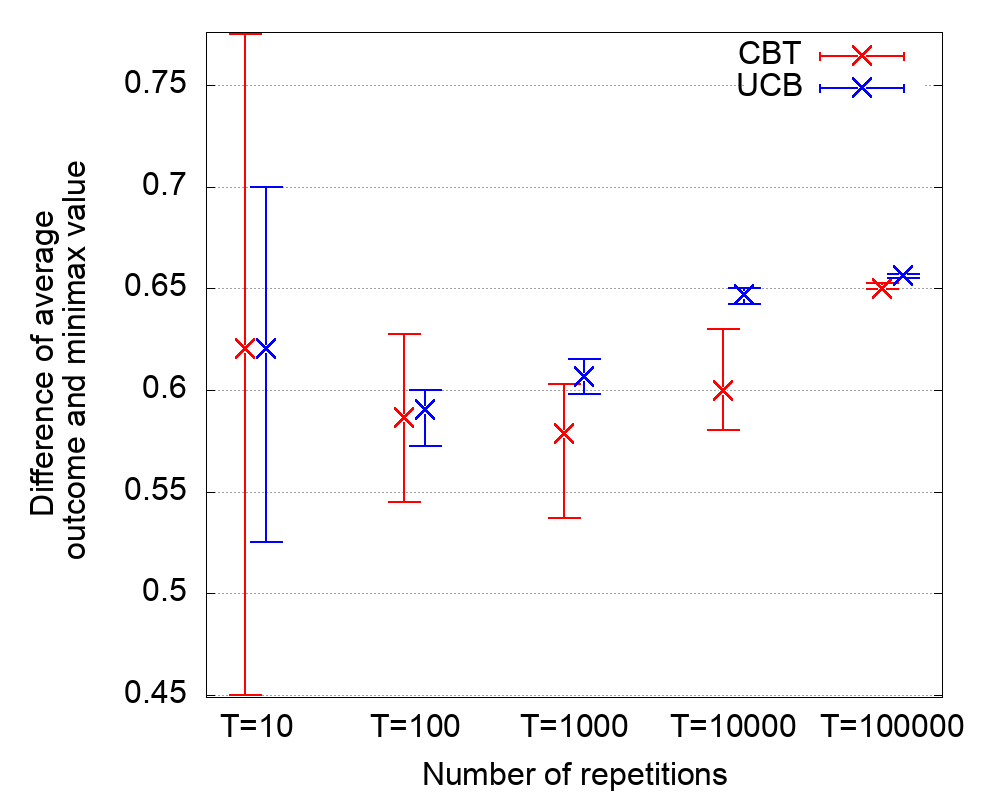 CBT
UCB
0.75
0.7
0.65
0.6
0.55
0.5
0.45
Difference of average
outcome and minimax value
T=10 T=100 T=1000 T=10000 T=100000
Number of repetitions